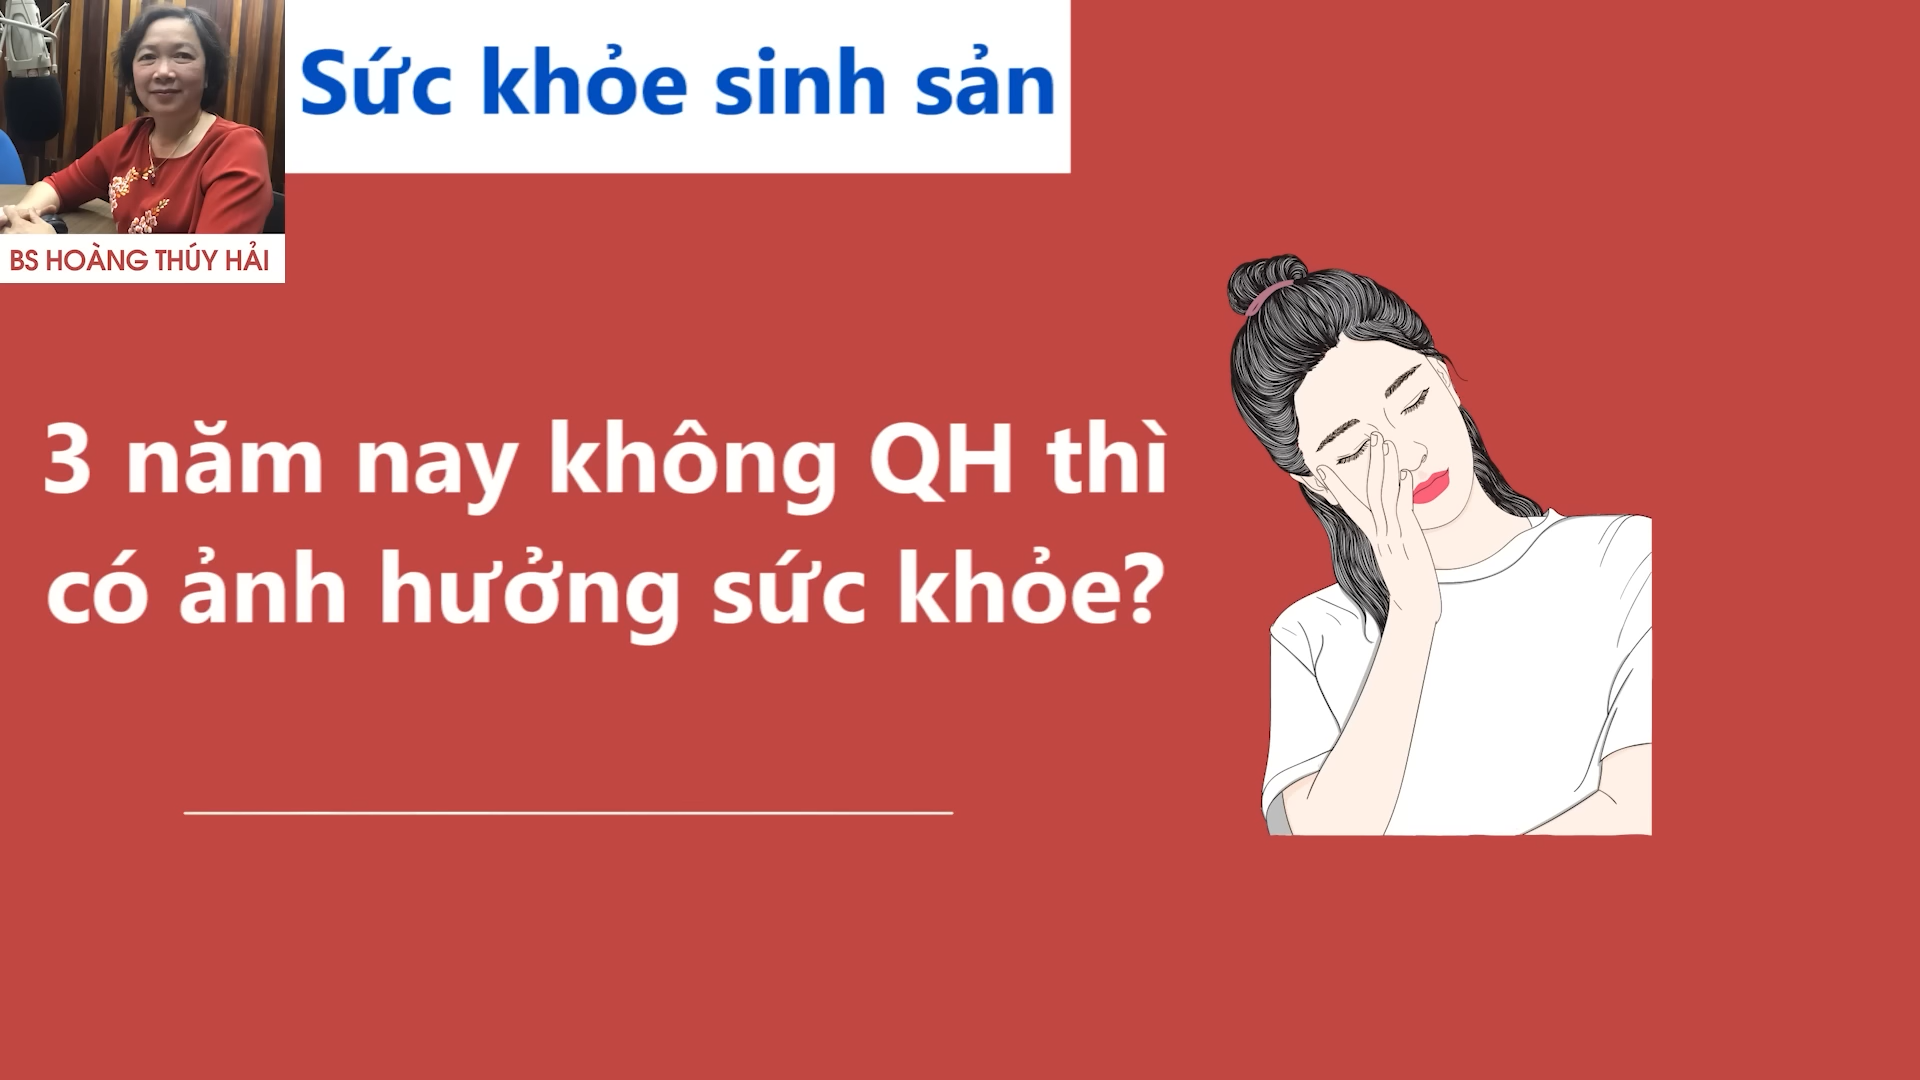 Sức khỏe sinh sản
BS HOÀNG THÚY HẢI
3 năm nay không QH thì
có ảnh hưởng sức khỏe?